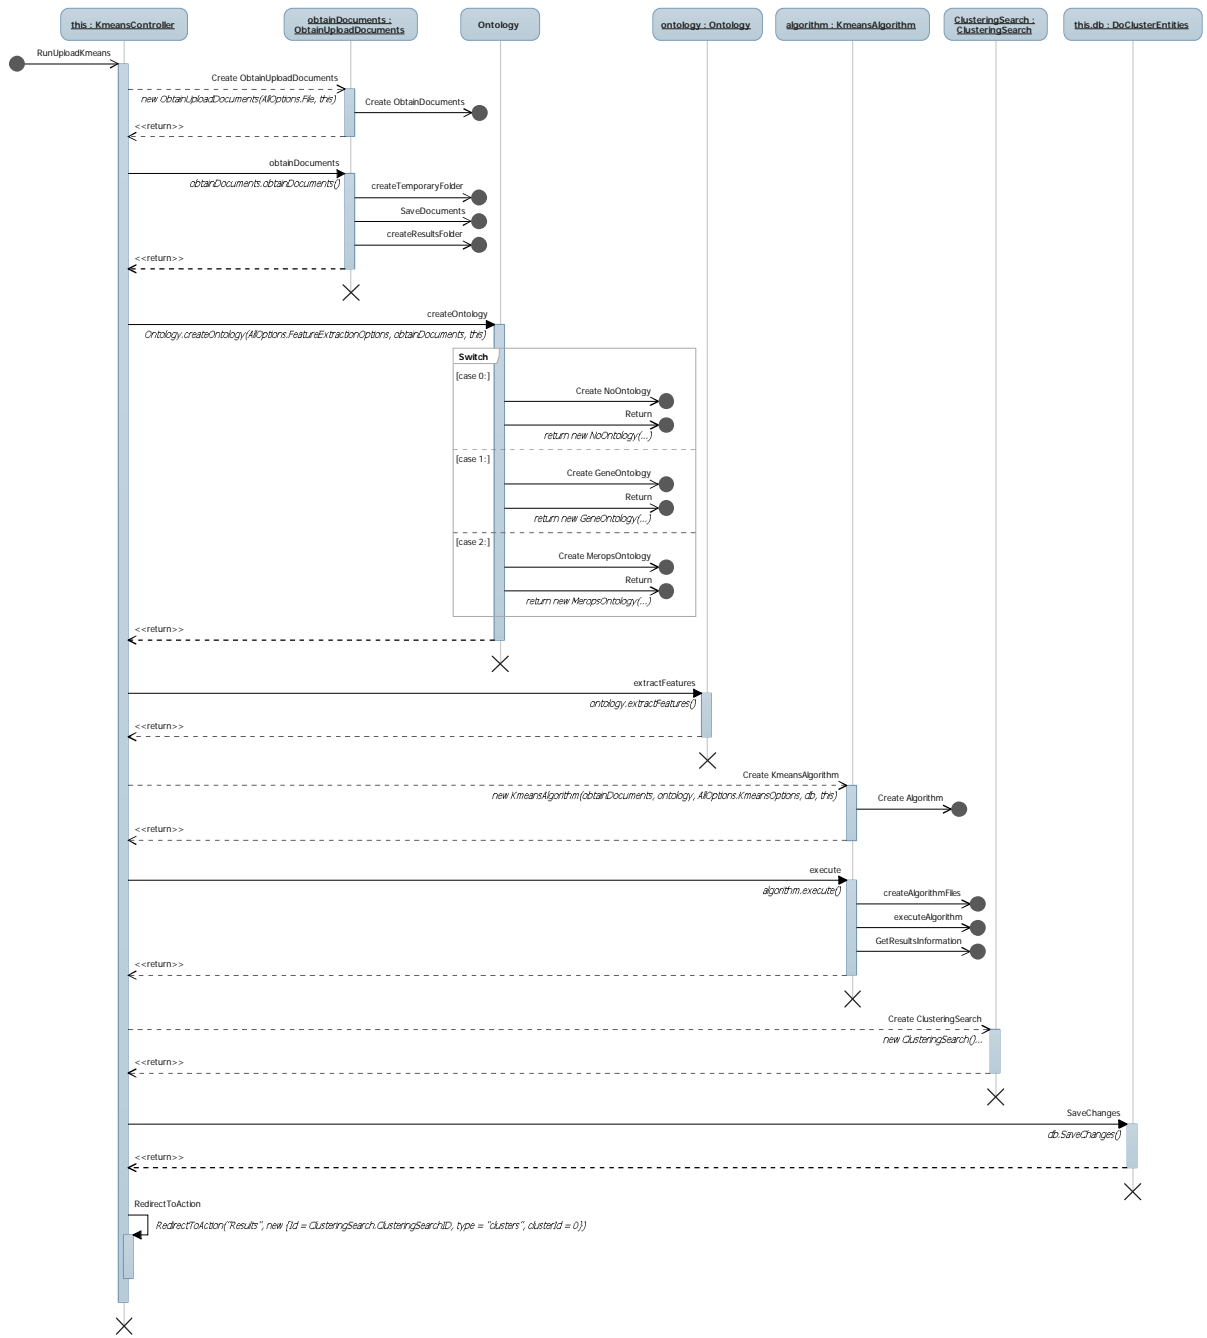 this : KmeansController
obtainDocuments :
ObtainUploadDocuments
Ontology
ontology : Ontology
algorithm : KmeansAlgorithm
ClusteringSearch :
ClusteringSearch
this.db : DoClusterEntities
RunUploadKmeans
Create ObtainUploadDocuments
new ObtainUploadDocuments(AllOptions.File, this)
Create ObtainDocuments
<<return>>
obtainDocuments
obtainDocuments.obtainDocuments()
createTemporaryFolder
SaveDocuments
createResultsFolder
<<return>>
createOntology
Ontology.createOntology(AllOptions.FeatureExtractionOptions, obtainDocuments, this)
Switch
[case 0:]
Create NoOntology
Return
return new NoOntology(...)
[case 1:]
Create GeneOntology
Return
return new GeneOntology(...)
[case 2:]
Create MeropsOntology
Return
return new MeropsOntology(...)
<<return>>
extractFeatures
ontology.extractFeatures()
<<return>>
Create KmeansAlgorithm
new KmeansAlgorithm(obtainDocuments, ontology, AllOptions.KmeansOptions, db, this)
Create Algorithm
<<return>>
execute
algorithm.execute()
createAlgorithmFiles
executeAlgorithm
GetResultsInformation
<<return>>
Create ClusteringSearch
new ClusteringSearch()...
<<return>>
SaveChanges
db.SaveChanges()
<<return>>
RedirectToAction
RedirectToAction("Results", new {Id = ClusteringSearch.ClusteringSearchID, type = "clusters", clusterId = 0})